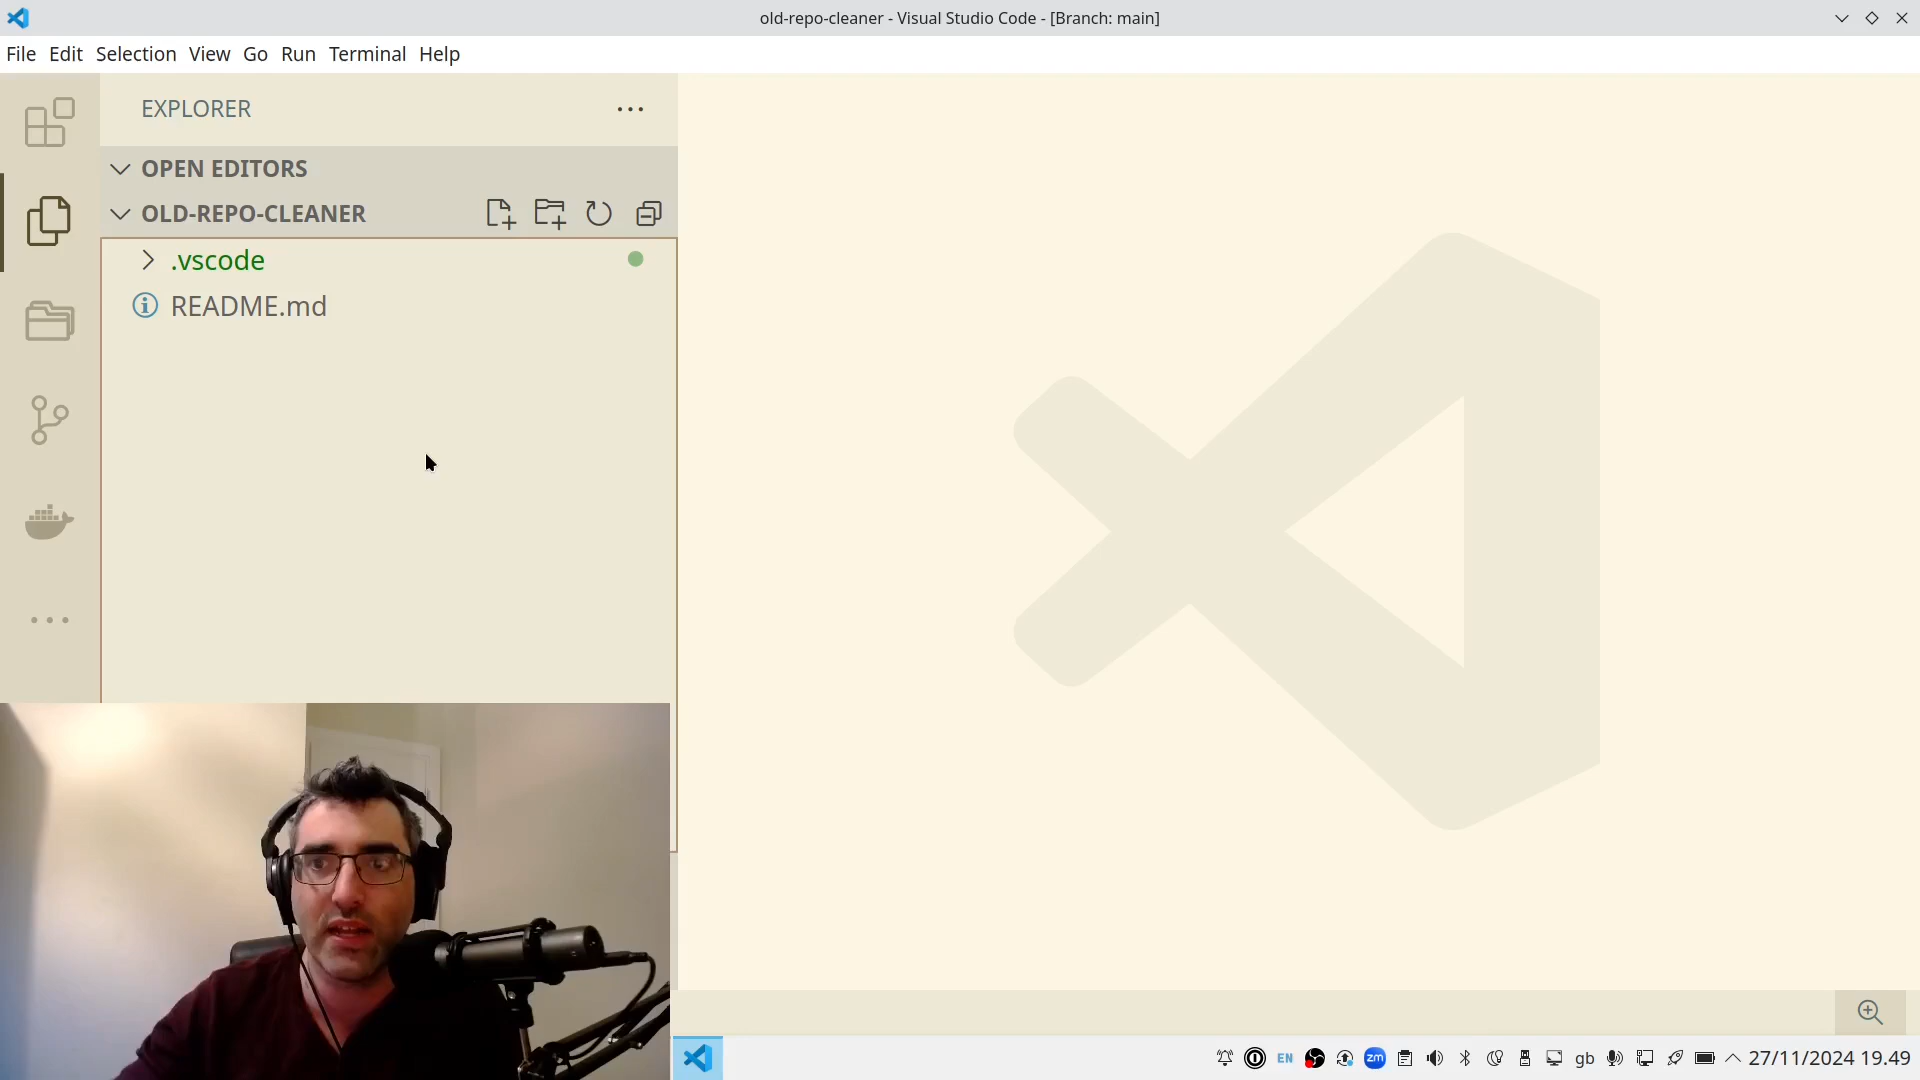 old-repo-cleaner - Visual Studio Code - [Branch: main]
File Edit Selection View Go Run Terminal Help
EXPLORER
OPEN EDITORS
OLD-REPO-CLEANER
.vscode
README.md
EN
zm
gb
27/11/2024 19.49